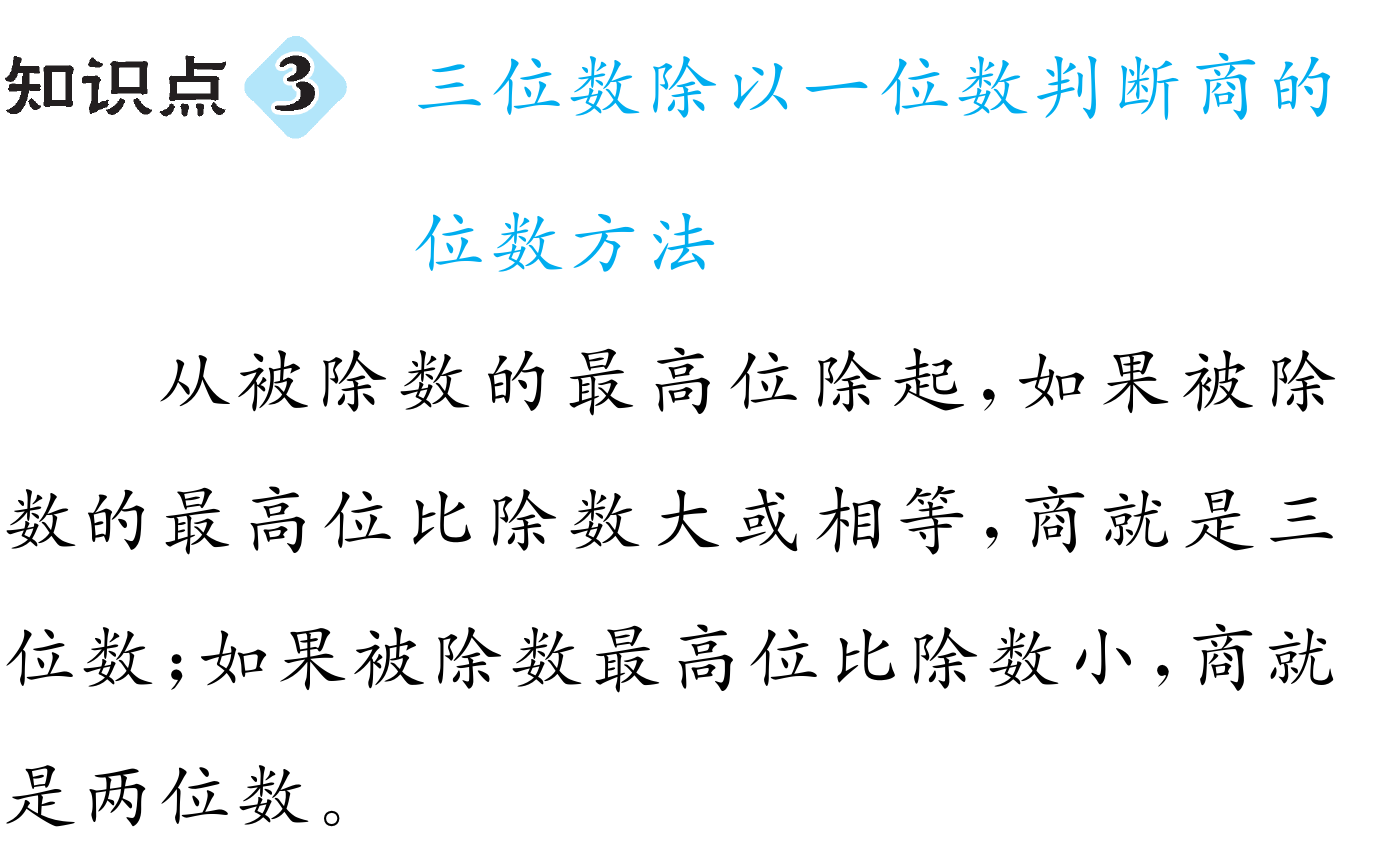 知识点 3 三位数除以一位数判断商的
位数方法
从被除数的最高位除起,如果被除
数的最高位比除数大或相等,商就是三
位数;如果被除数最高位比除数小,商就
是两位数。